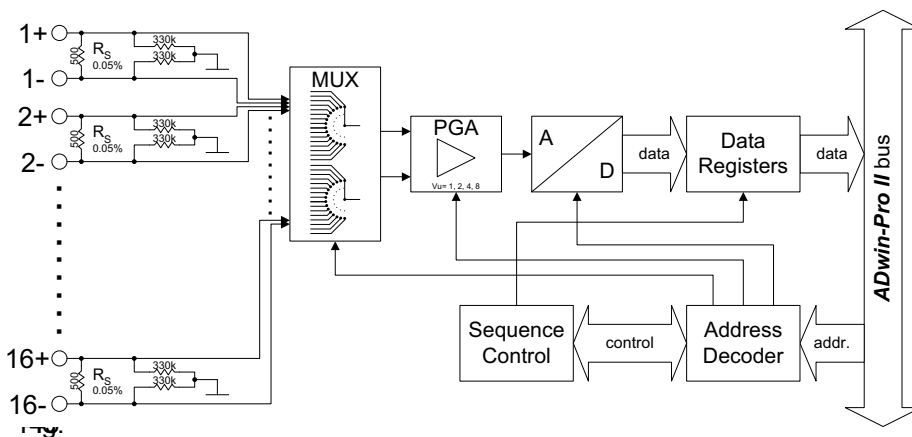 1+
330k
330k
500
RS
0.05%
1-
2+
330k
330k
500
RS
0.05%
2-
16+
330k
330k
500
RS
0.05%
16-
MUX
PGA
Vu= 1, 2, 4, 8
A
D
data
Data
Registers
data
Sequence
Control
control
Address
Decoder
addr.
ADwin-Pro II bus